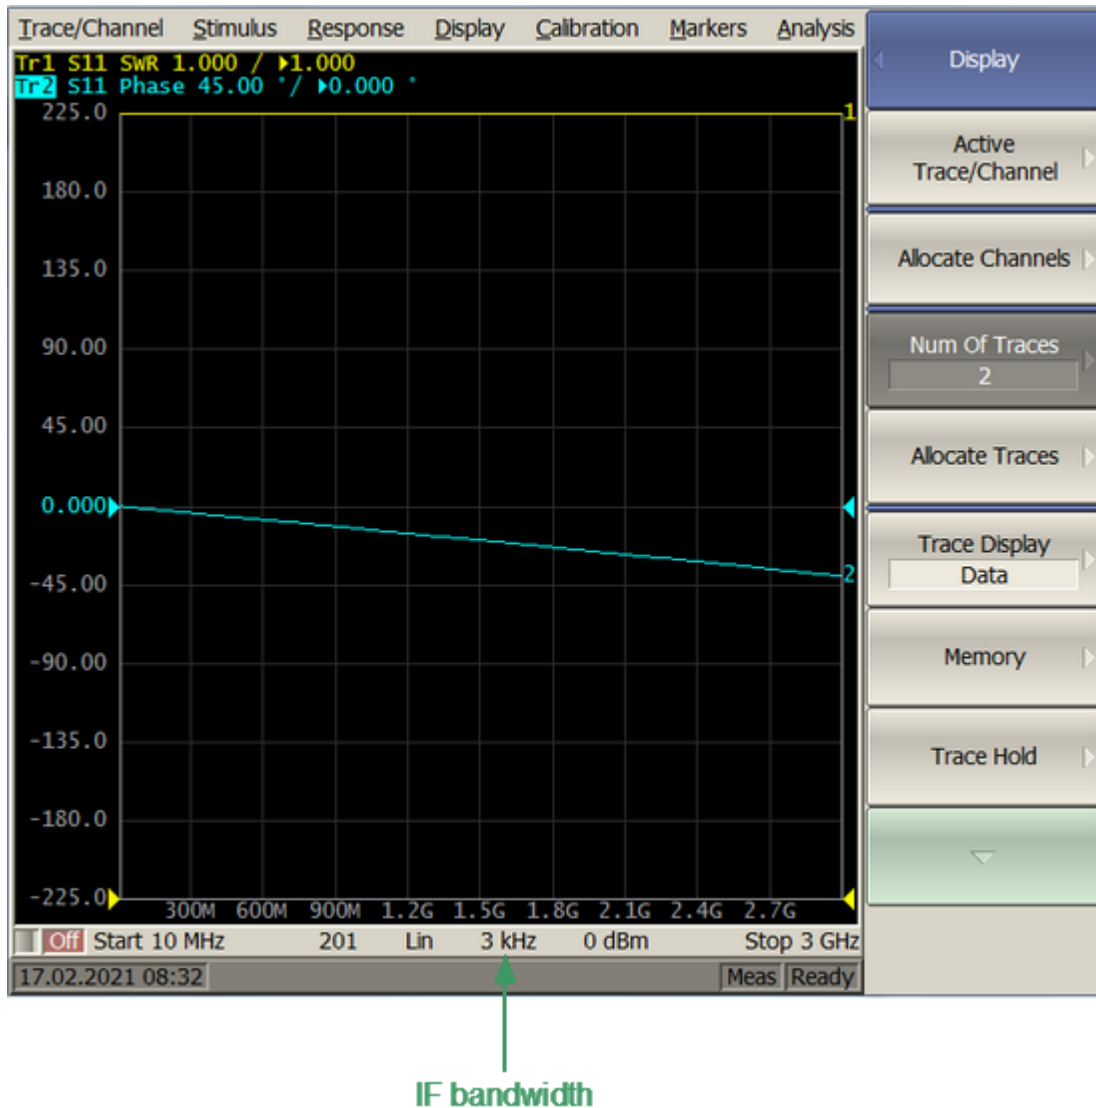 Trace/Channel Stimulus Response Display Calibration Markers Analysis
Tr1 S11 SWR 1.000 / ▶1.000
Tr2 S11 Phase 45.00 °/ ▶0.000 °
225.0
1
180.0
135.0
90.00
45.00
0.000
-45.00
2
-90.00
-135.0
-180.0
-225.0
300M 600M 900M 1.2G 1.5G 1.8G 2.1G 2.4G 2.7G
Off Start 10 MHz 201 Lin 3 kHz 0 dBm Stop 3 GHz
17.02.2021 08:32 Meas Ready
Display
Active
Trace/Channel
Allocate Channels
Num Of Traces
2
Allocate Traces
Trace Display
Data
Memory
Trace Hold
IF bandwidth